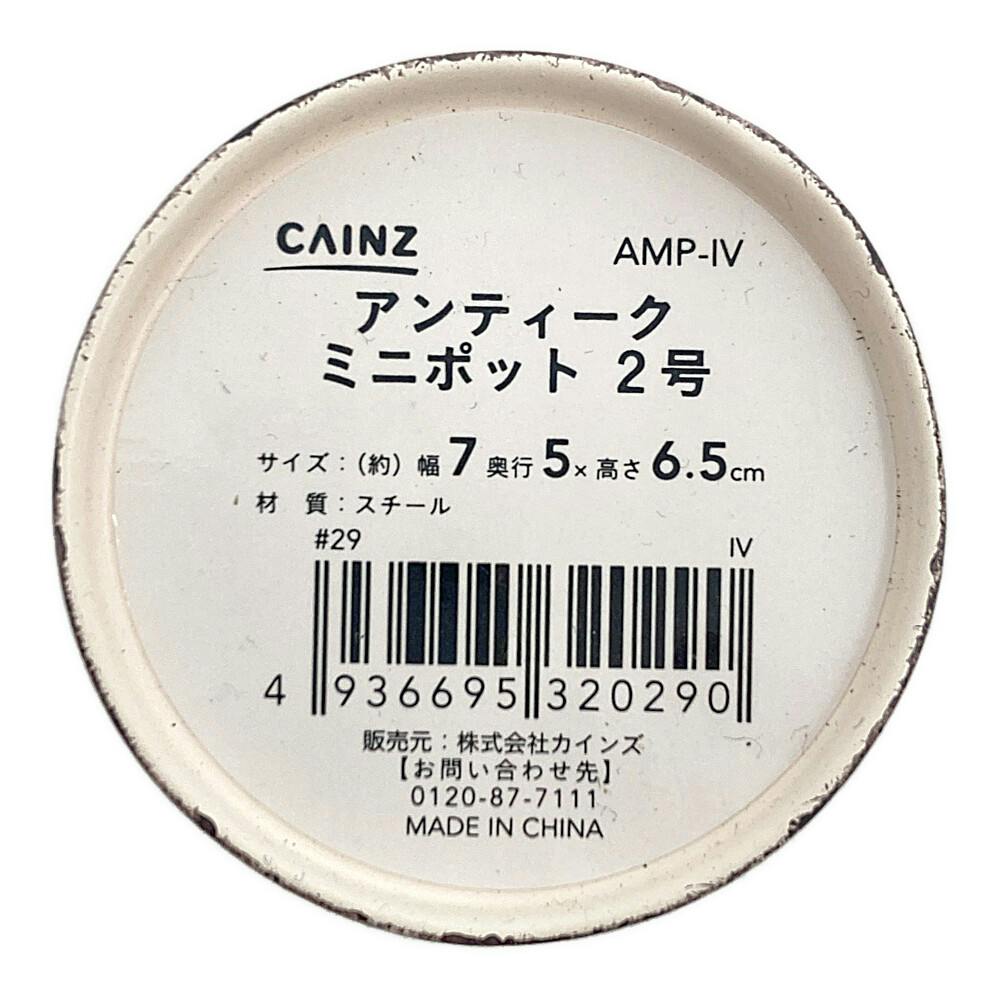 CAINZ AMP-IV
アンティーク
ミニポット 2号
サイズ：（約）幅7奥行5×高さ6.5cm
材　質：スチール
#29 IV
4 936695 320290
販売元：株式会社カインズ
【お問い合わせ先】
0120-87-7111
MADE IN CHINA